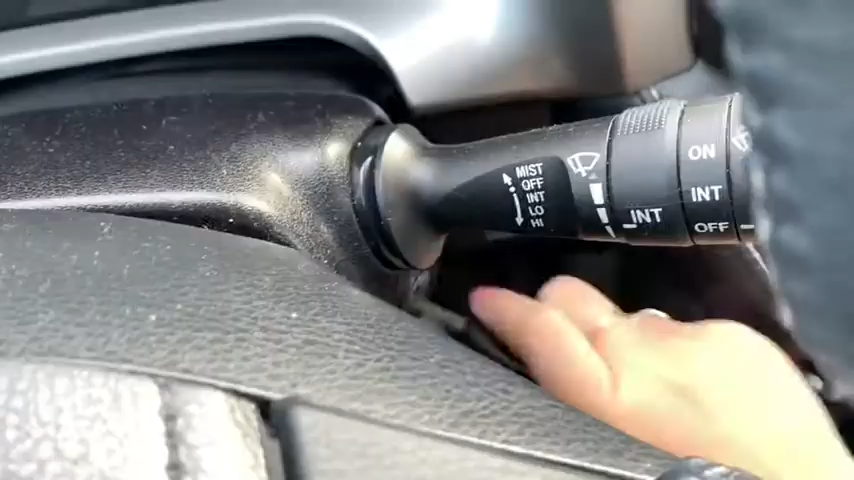 MIST
OFF
INT
LO
HI
INT
ON
INT
OFF